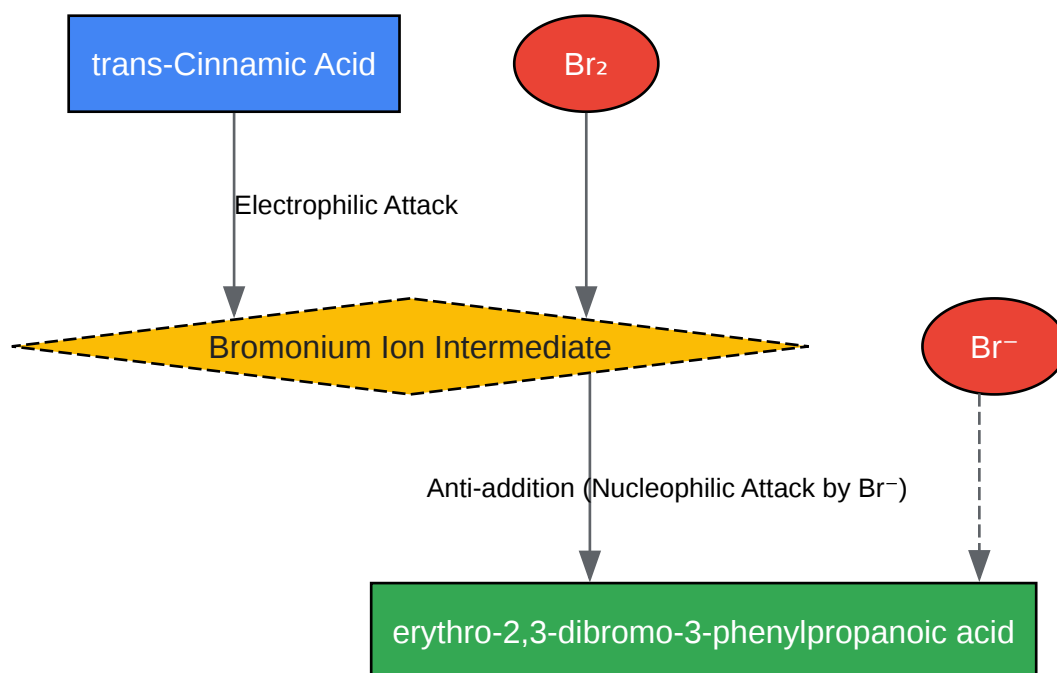 trans-Cinnamic Acid
Br₂
Electrophilic Attack
Bromonium Ion Intermediate
Br⁻
Anti-addition (Nucleophilic Attack by Br⁻)
erythro-2,3-dibromo-3-phenylpropanoic acid